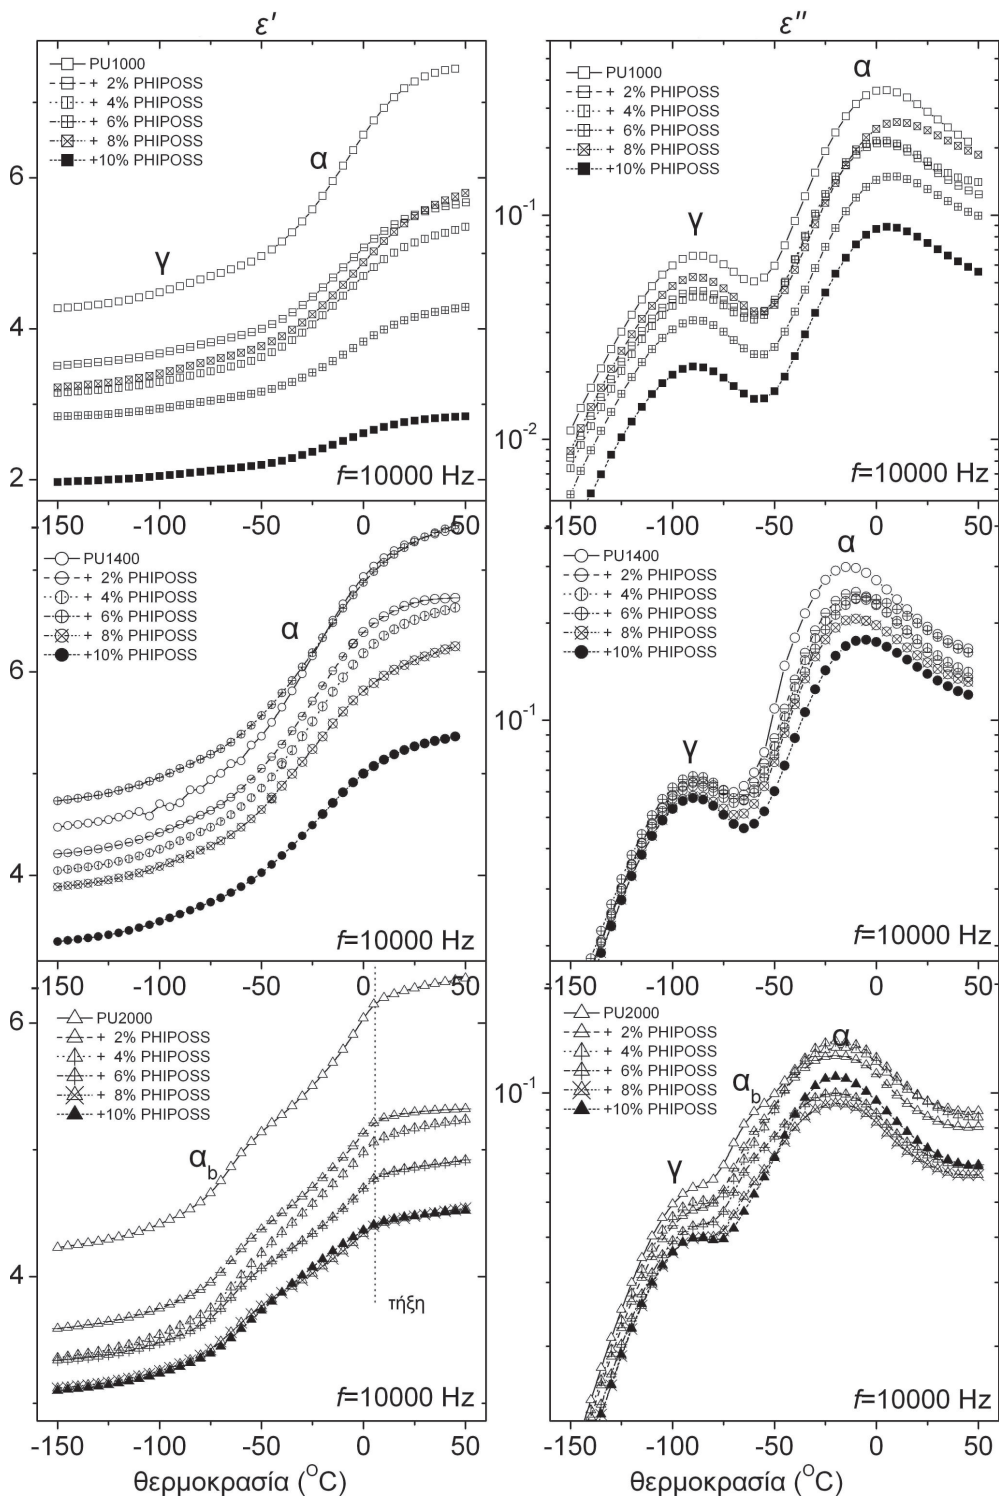 ε′
α
γ
PU1000
+ 2% PHIPOSS
+ 4% PHIPOSS
+ 6% PHIPOSS
+ 8% PHIPOSS
+10% PHIPOSS
6
4
2
f=10000 Hz
-150 -100 -50 0 50
ε″
α
γ
PU1000
+ 2% PHIPOSS
+ 4% PHIPOSS
+ 6% PHIPOSS
+ 8% PHIPOSS
+10% PHIPOSS
10⁻¹
10⁻²
f=10000 Hz
-150 -100 -50 0 50
PU1400
+ 2% PHIPOSS
+ 4% PHIPOSS
+ 6% PHIPOSS
+ 8% PHIPOSS
+10% PHIPOSS
α
6
4
f=10000 Hz
-150 -100 -50 0 50
PU1400
+ 2% PHIPOSS
+ 4% PHIPOSS
+ 6% PHIPOSS
+ 8% PHIPOSS
+10% PHIPOSS
α
γ
10⁻¹
f=10000 Hz
-150 -100 -50 0 50
PU2000
+ 2% PHIPOSS
+ 4% PHIPOSS
+ 6% PHIPOSS
+ 8% PHIPOSS
+10% PHIPOSS
6
4
αb
τήξη
f=10000 Hz
-150 -100 -50 0 50
θερμοκρασία (°C)
PU2000
+ 2% PHIPOSS
+ 4% PHIPOSS
+ 6% PHIPOSS
+ 8% PHIPOSS
+10% PHIPOSS
α
αb
γ
10⁻¹
f=10000 Hz
-150 -100 -50 0 50
θερμοκρασία (°C)